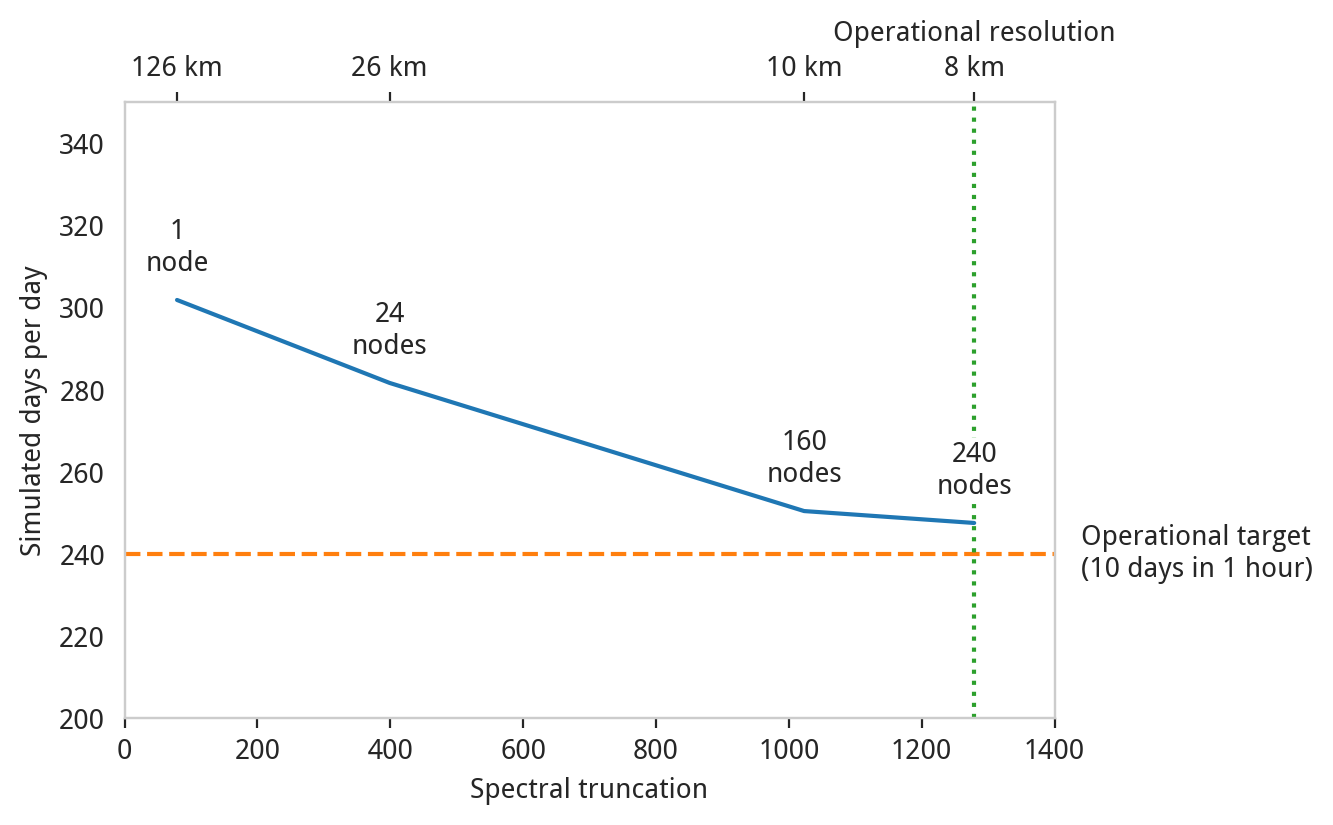 Operational resolution
126 km
26 km
10 km
8 km
340
320
300
280
260
240
220
200
Simulated days per day
1
node
24
nodes
160
nodes
240
nodes
Operational target
(10 days in 1 hour)
0
200
400
600
800
1000
1200
1400
Spectral truncation